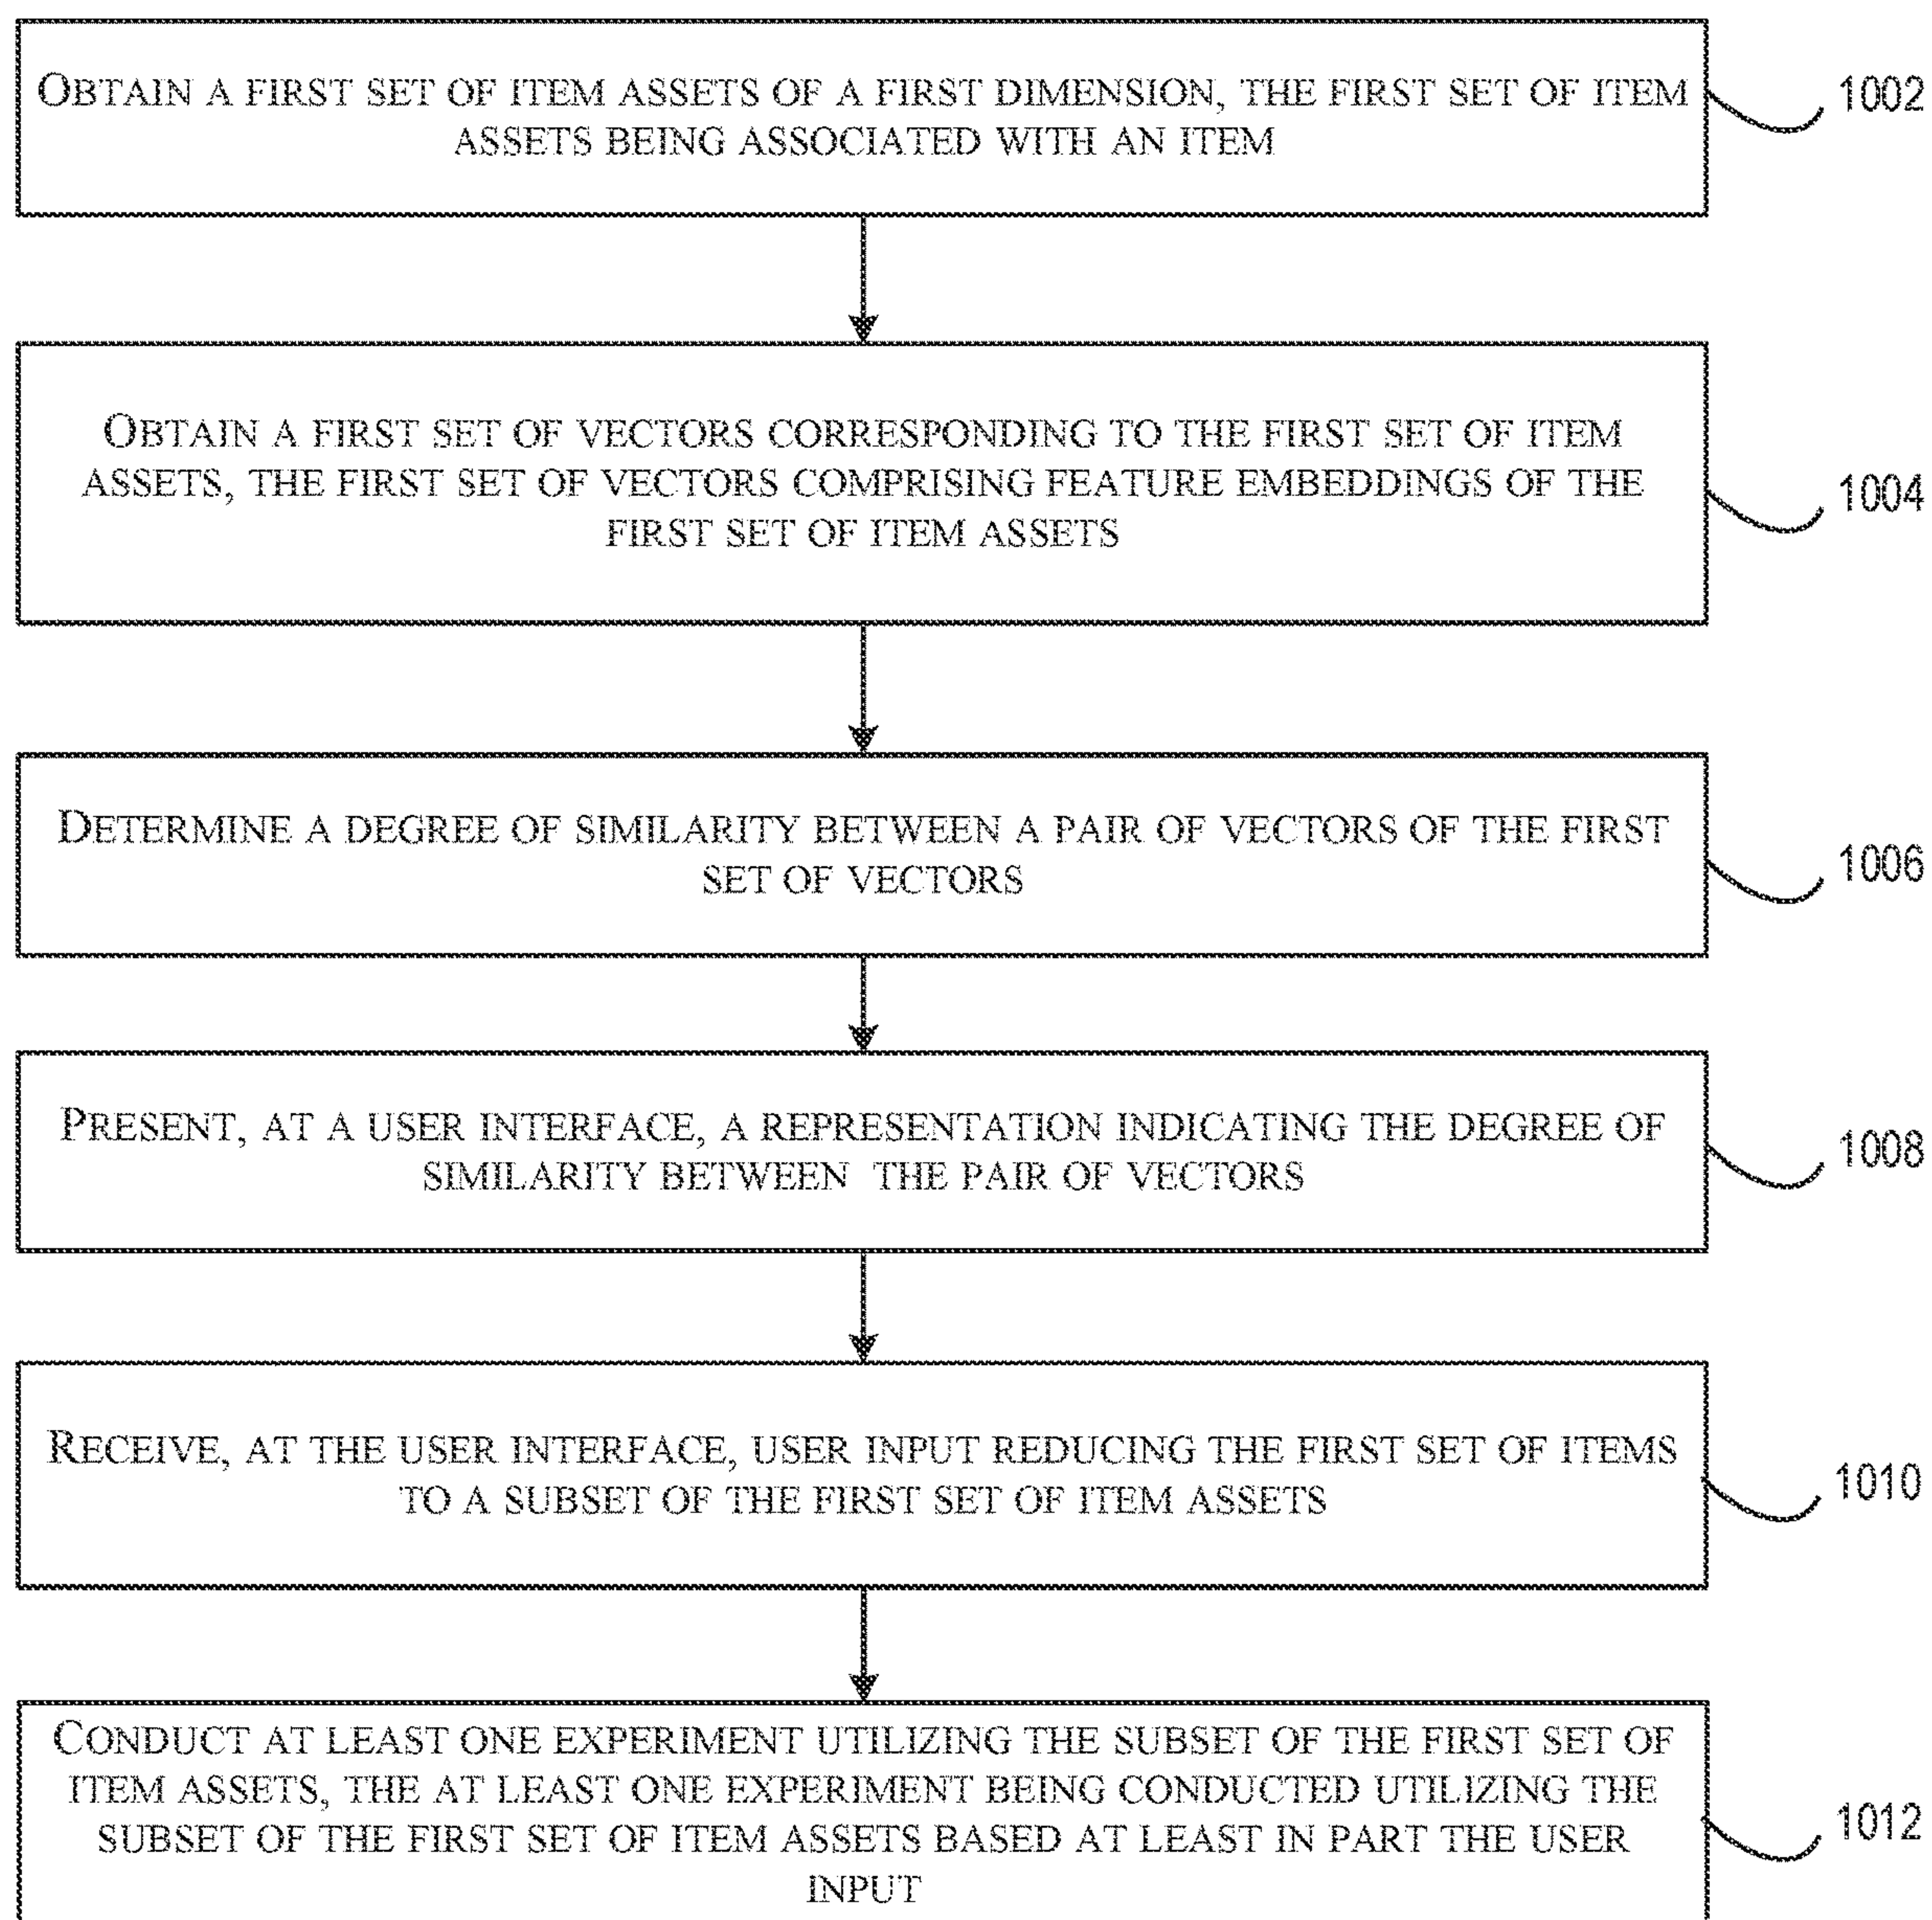 OBTAIN A FIRST SET OF ITEM ASSETS OF A FIRST DIMENSION, THE FIRST SET OF ITEM
ASSETS BEING ASSOCIATED WITH AN ITEM
1002
OBTAIN A FIRST SET OF VECTORS CORRESPONDING TO THE FIRST SET OF ITEM
ASSETS, THE FIRST SET OF VECTORS COMPRISING FEATURE EMBEDDINGS OF THE
FIRST SET OF ITEM ASSETS
1004
DETERMINE A DEGREE OF SIMILARITY BETWEEN A PAIR OF VECTORS OF THE FIRST
SET OF VECTORS
1006
PRESENT, AT A USER INTERFACE, A REPRESENTATION INDICATING THE DEGREE OF
SIMILARITY BETWEEN THE PAIR OF VECTORS
1008
RECEIVE, AT THE USER INTERFACE, USER INPUT REDUCING THE FIRST SET OF ITEMS
TO A SUBSET OF THE FIRST SET OF ITEM ASSETS
1010
CONDUCT AT LEAST ONE EXPERIMENT UTILIZING THE SUBSET OF THE FIRST SET OF
ITEM ASSETS, THE AT LEAST ONE EXPERIMENT BEING CONDUCTED UTILIZING THE
SUBSET OF THE FIRST SET OF ITEM ASSETS BASED AT LEAST IN PART THE USER
INPUT
1012